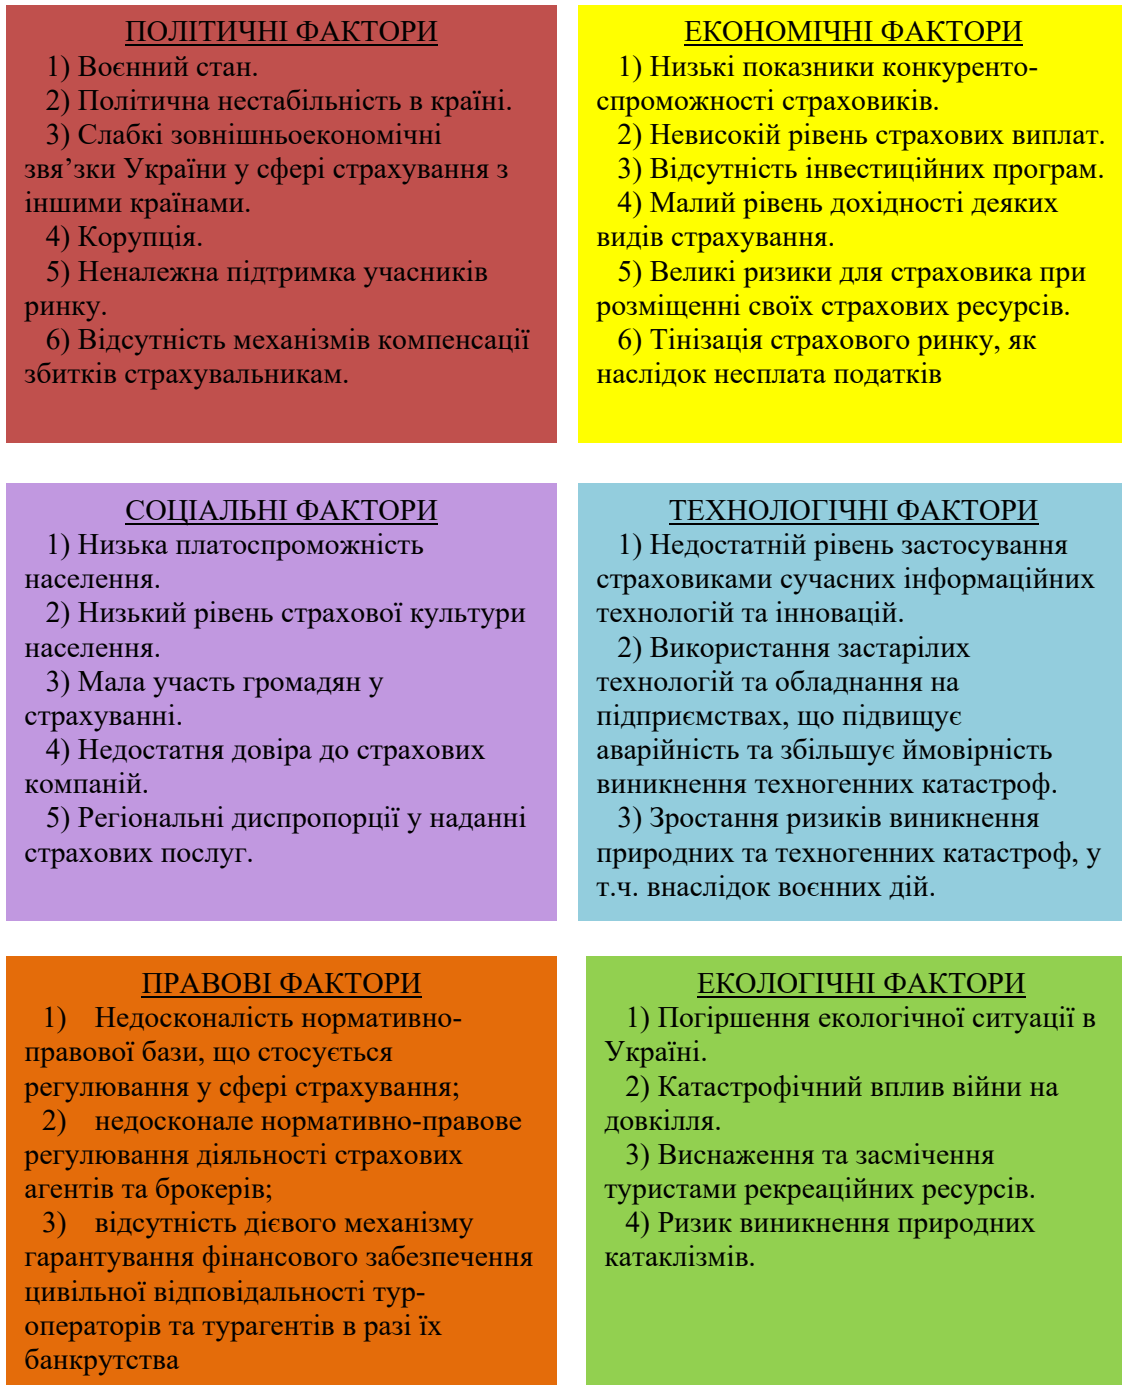 ПОЛІТИЧНІ ФАКТОРИ
1) Воєнний стан.
2) Політична нестабільність в країні.
3) Слабкі зовнішньоекономічні
звя’зки України у сфері страхування з
іншими країнами.
4) Корупція.
5) Неналежна підтримка учасників
ринку.
6) Відсутність механізмів компенсації
збитків страхувальникам.
ЕКОНОМІЧНІ ФАКТОРИ
1) Низькі показники конкуренто-
спроможності страховиків.
2) Невисокій рівень страхових виплат.
3) Відсутність інвестиційних програм.
4) Малий рівень дохідності деяких
видів страхування.
5) Великі ризики для страховика при
розміщенні своїх страхових ресурсів.
6) Тінізація страхового ринку, як
наслідок несплата податків
СОЦІАЛЬНІ ФАКТОРИ
1) Низька платоспроможність
населення.
2) Низький рівень страхової культури
населення.
3) Мала участь громадян у
страхуванні.
4) Недостатня довіра до страхових
компаній.
5) Регіональні диспропорції у наданні
страхових послуг.
ТЕХНОЛОГІЧНІ ФАКТОРИ
1) Недостатній рівень застосування
страховиками сучасних інформаційних
технологій та інновацій.
2) Використання застарілих
технологій та обладнання на
підприємствах, що підвищує
аварійність та збільшує ймовірність
виникнення техногенних катастроф.
3) Зростання ризиків виникнення
природних та техногенних катастроф, у
т.ч. внаслідок воєнних дій.
ПРАВОВІ ФАКТОРИ
1) Недосконалість нормативно-
правової бази, що стосується
регулювання у сфері страхування;
2) недосконале нормативно-правове
регулювання діяльності страхових
агентів та брокерів;
3) відсутність дієвого механізму
гарантування фінансового забезпечення
цивільної відповідальності тур-
операторів та турагентів в разі їх
банкрутства
ЕКОЛОГІЧНІ ФАКТОРИ
1) Погіршення екологічної ситуації в
Україні.
2) Катастрофічний вплив війни на
довкілля.
3) Виснаження та засмічення
туристами рекреаційних ресурсів.
4) Ризик виникнення природних
катаклізмів.